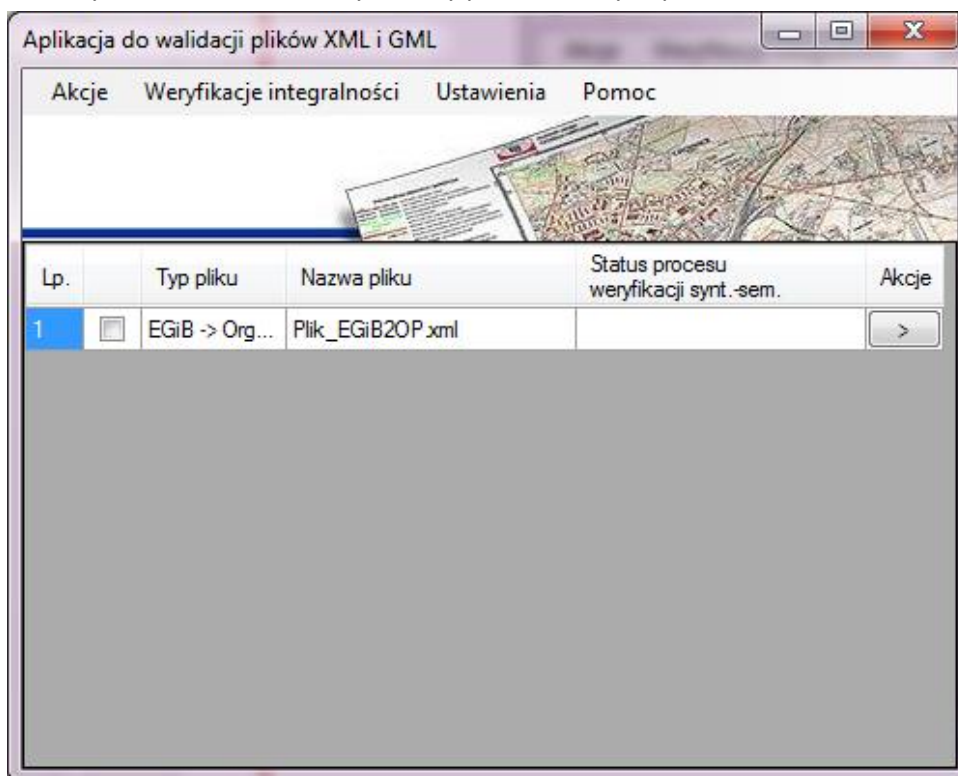 Aplikacja do walidacji plików XML i GML
Akcje Weryfikacje integralności Ustawienia Pomoc
Lp. Typ pliku Nazwa pliku Status procesu weryfikacji synt.-sem. Akcje
1 EGiB -> Org... Plik_EGiB2OP.xml >